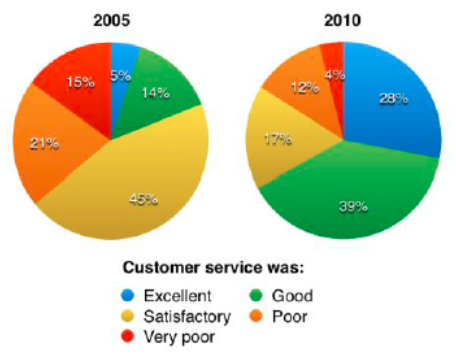 2005 2010
5% 14% 45% 21% 15%
28% 39% 17% 12% 4%
Customer service was:
Excellent Good
Satisfactory Poor
Very poor